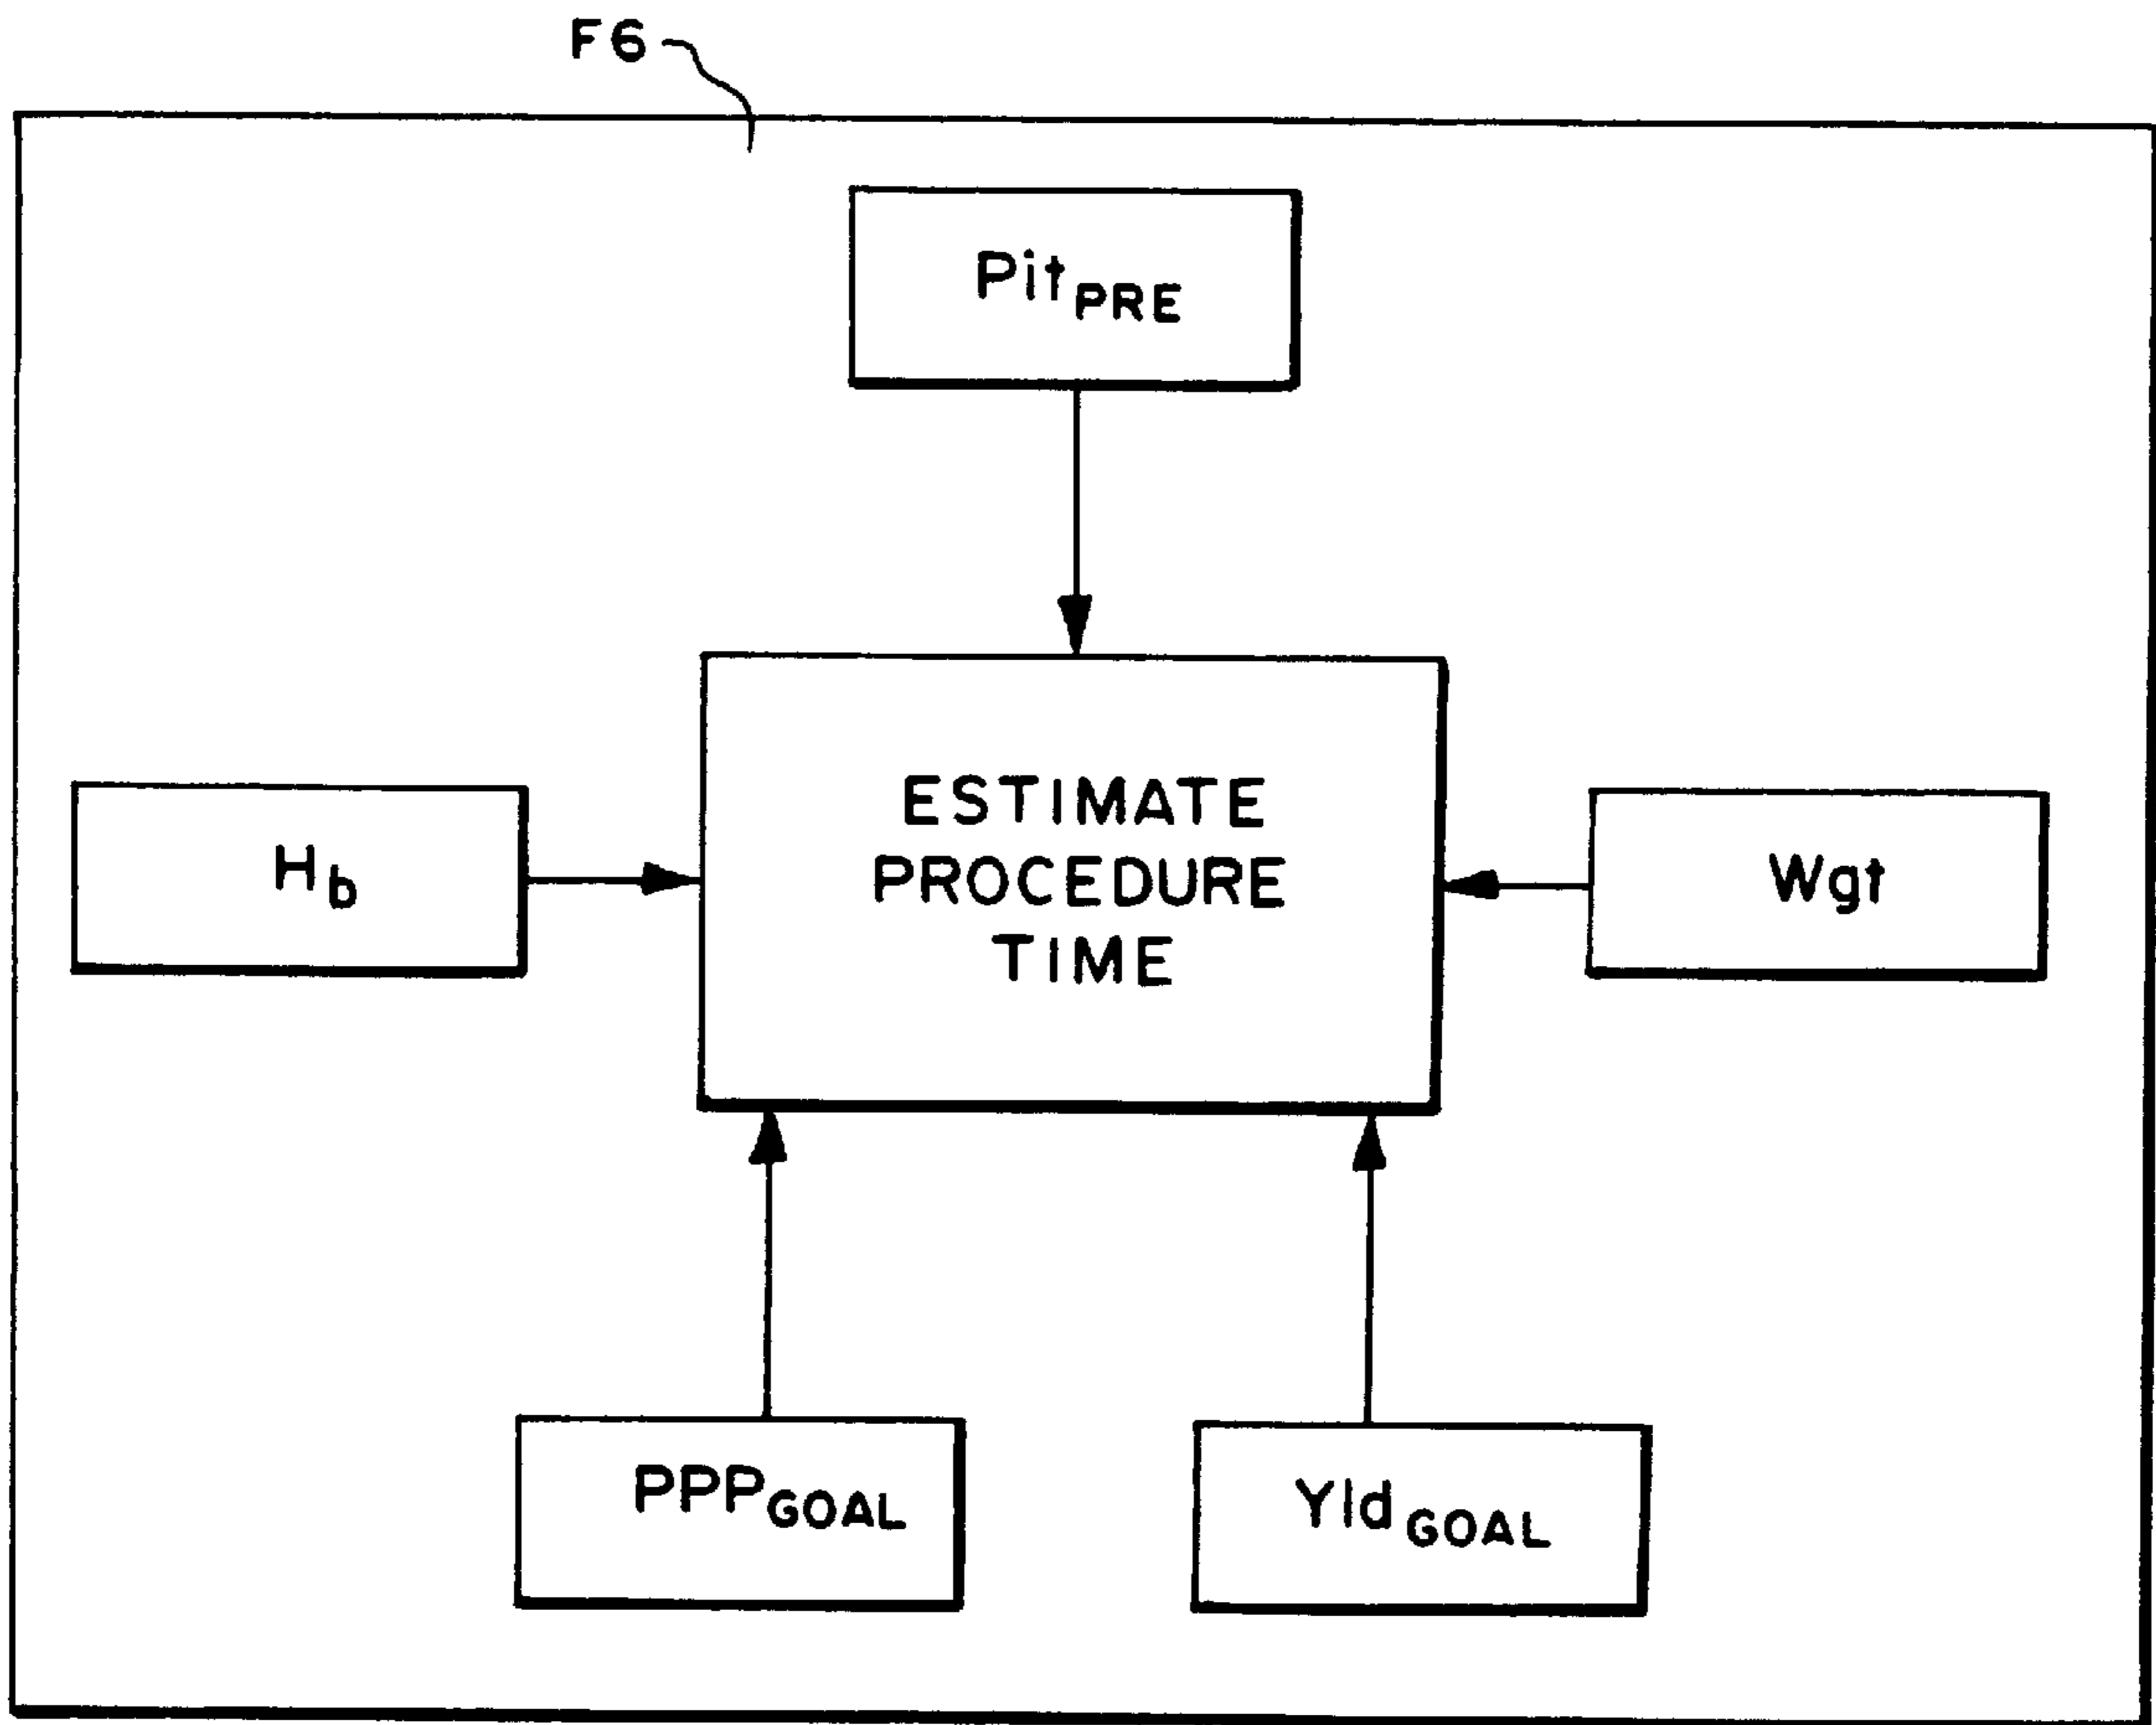 F6
Pit PRE
ESTIMATE
PROCEDURE
TIME
Hb
Wgt
PPP GOAL
Yld GOAL